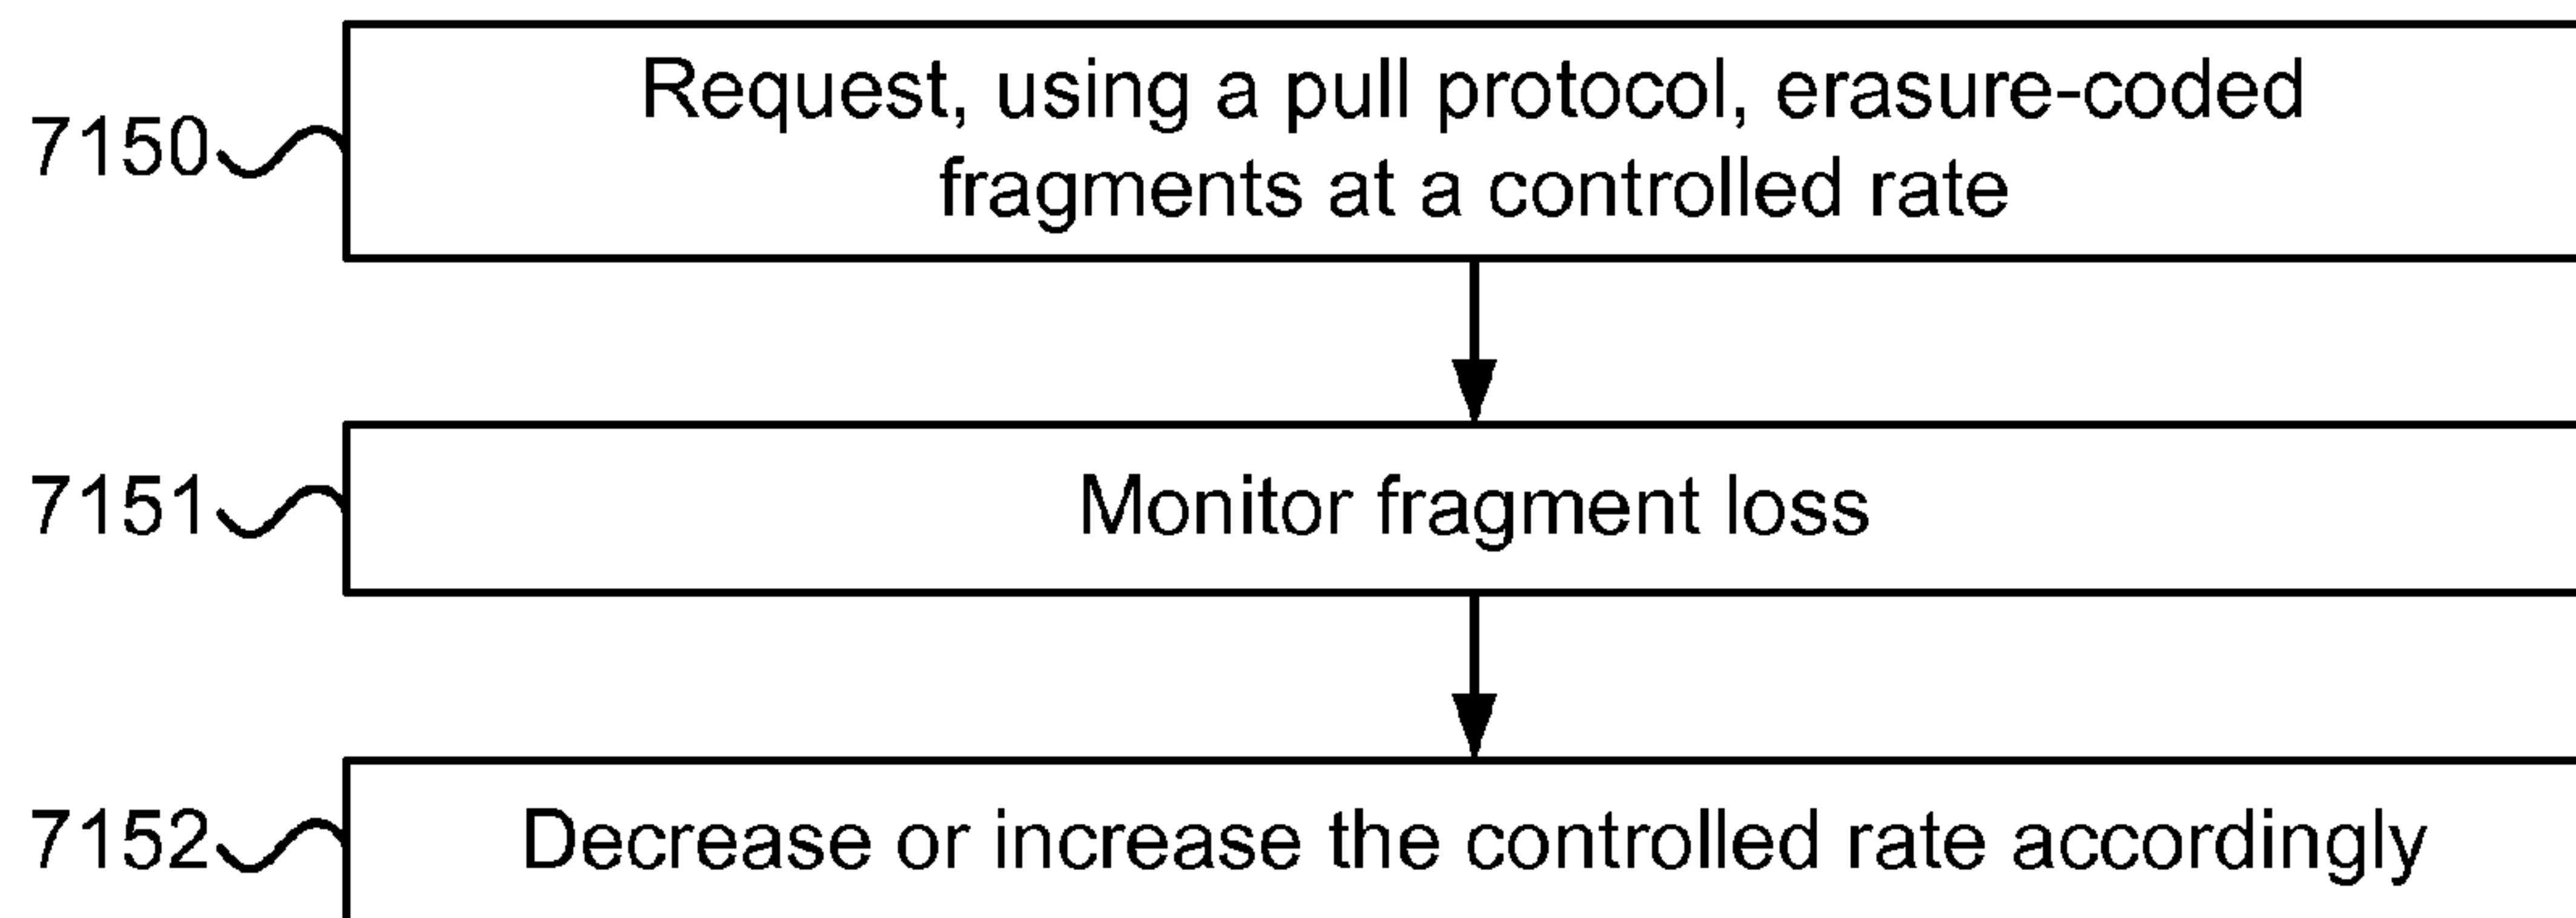 7150
Request, using a pull protocol, erasure-coded
fragments at a controlled rate
7151
Monitor fragment loss
7152
Decrease or increase the controlled rate accordingly